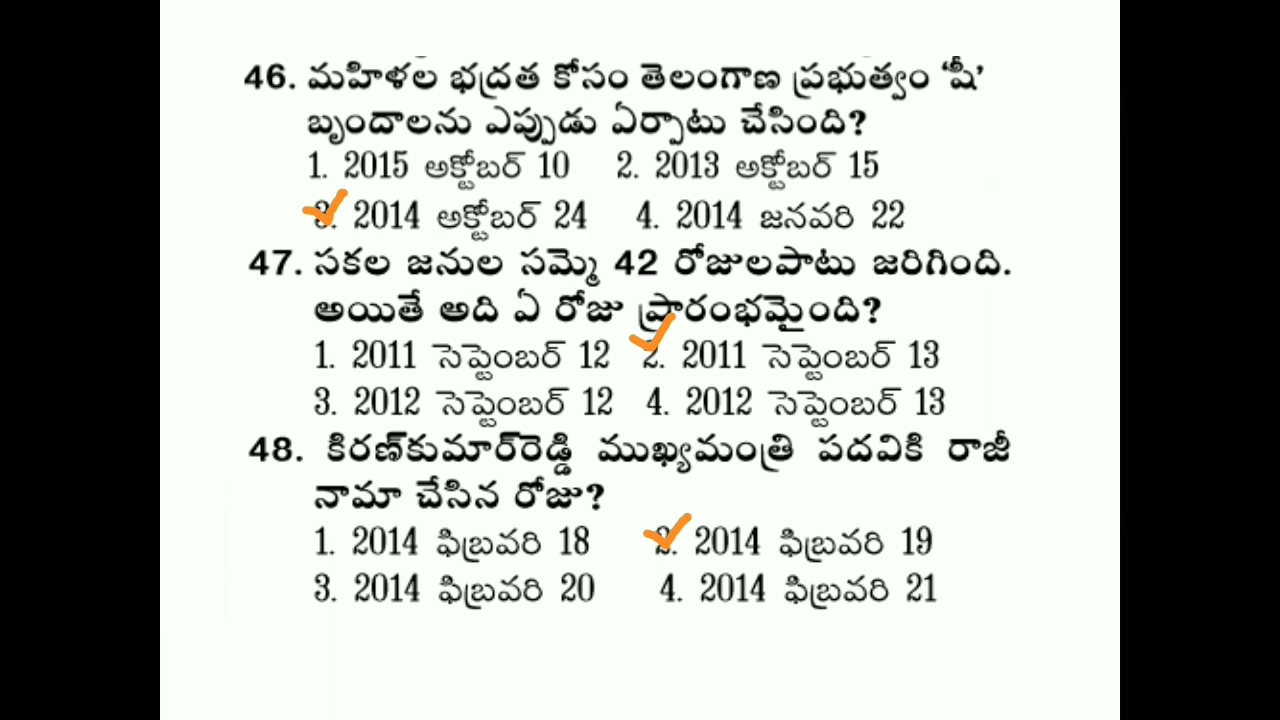 46. మహిళల భద్రత కోసం తెలంగాణ ప్రభుత్వం ‘షీ’
బృందాలను ఎప్పుడు ఏర్పాటు చేసింది?
1. 2015 అక్టోబర్ 10 2. 2013 అక్టోబర్ 15
3. 2014 అక్టోబర్ 24 4. 2014 జనవరి 22
47. సకల జనుల సమ్మె 42 రోజులపాటు జరిగింది.
అయితే అది ఏ రోజు ప్రారంభమైంది?
1. 2011 సెప్టెంబర్ 12 2. 2011 సెప్టెంబర్ 13
3. 2012 సెప్టెంబర్ 12 4. 2012 సెప్టెంబర్ 13
48. కిరణ్‌కుమార్‌రెడ్డి ముఖ్యమంత్రి పదవికి రాజీ
నామా చేసిన రోజు?
1. 2014 ఫిబ్రవరి 18 2. 2014 ఫిబ్రవరి 19
3. 2014 ఫిబ్రవరి 20 4. 2014 ఫిబ్రవరి 21